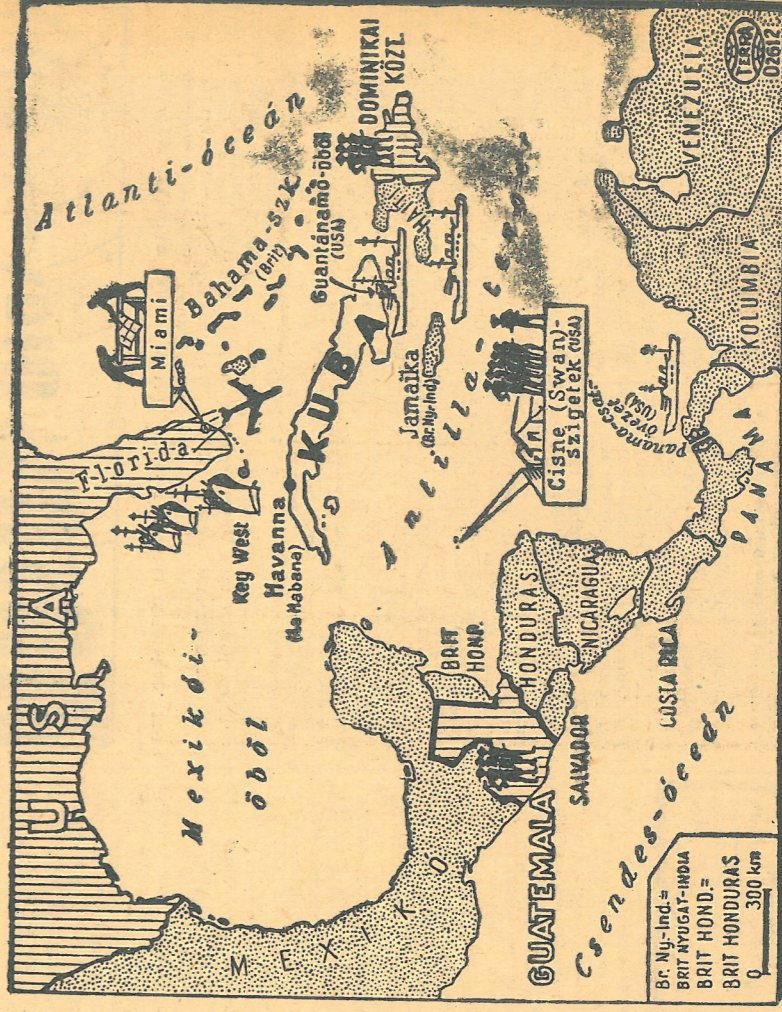 USA
Atlanti-óceán
Florida
Miami
Bahama-szk
(Brit)
Key West
Havanna
(La Habana)
KUBA
Guantánamó-öböl
(USA)
DOMINIKAI
KÖZT.
HAITI
Mexikói-
öböl
Jamaika
(Br. Ny.-Ind)
Antilla-tenger
MEXIKÓ
BRIT
HOND.
GUATEMALA
HONDURAS
SALVADOR
NICARAGUA
Cisne (Swan)-
szigetek (USA)
COSTA RICA
Panama-csat.-
övezet
(USA)
PANAMA
KOLUMBIA
VENEZUELA
Csendes-óceán
Br. Ny.-Ind.=
BRIT NYUGAT-INDIA
BRIT HOND.=
BRIT HONDURAS
0 300 km
TERRA
02612